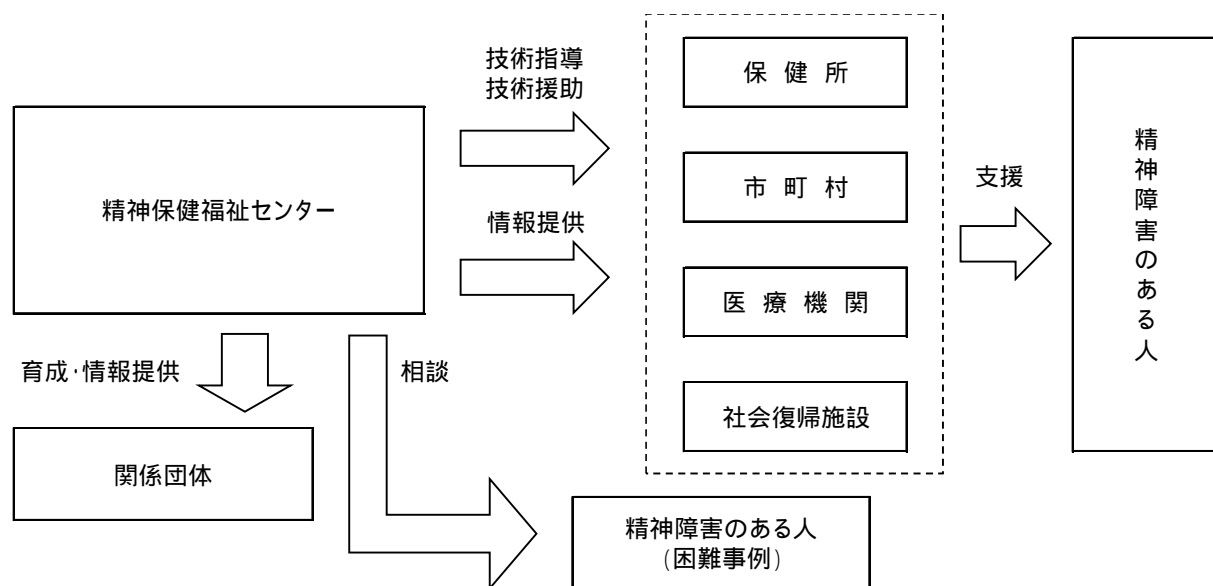 技術指導
技術援助
保健所
精神保健福祉センター
市町村
情報提供
支援
精神障害のある人
医療機関
育成・情報提供
相談
社会復帰施設
関係団体
精神障害のある人
(困難事例)